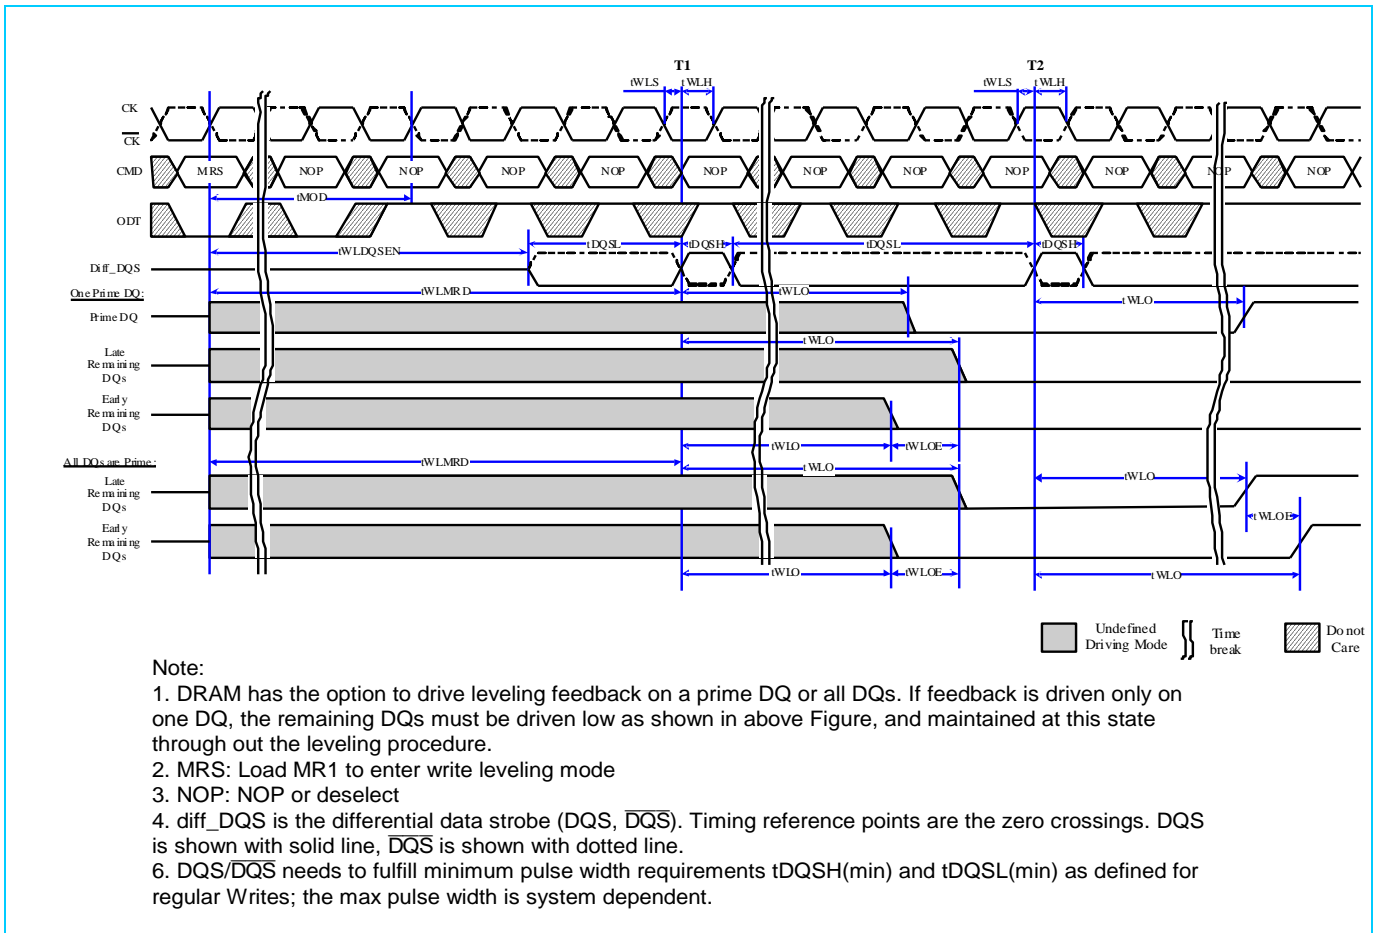 T1 T2
tWLS tWLH tWLS tWLH
CK
C̅K̅
CMD MRS NOP NOP NOP NOP NOP NOP NOP NOP NOP NOP NOP
tMOD
ODT
tWLDQSEN tDQSL tDQSH tDQSL tDQSH
Diff_DQS
One Prime DQ:
tWLMRD tWLO tWLO
Prime DQ
tWLO
Late
Remaining
DQs
Early
Remaining
DQs
tWLO tWLOE
All DQs are Prime:
tWLMRD tWLO tWLO
Late
Remaining
DQs
tWLOE
Early
Remaining
DQs
tWLO tWLOE tWLO
Undefined
Driving Mode
Time
break
Do not
Care
Note:
1. DRAM has the option to drive leveling feedback on a prime DQ or all DQs. If feedback is driven only on
one DQ, the remaining DQs must be driven low as shown in above Figure, and maintained at this state
through out the leveling procedure.
2. MRS: Load MR1 to enter write leveling mode
3. NOP: NOP or deselect
4. diff_DQS is the differential data strobe (DQS, D̅Q̅S̅). Timing reference points are the zero crossings. DQS
is shown with solid line, D̅Q̅S̅ is shown with dotted line.
6. DQS/D̅Q̅S̅ needs to fulfill minimum pulse width requirements tDQSH(min) and tDQSL(min) as defined for
regular Writes; the max pulse width is system dependent.